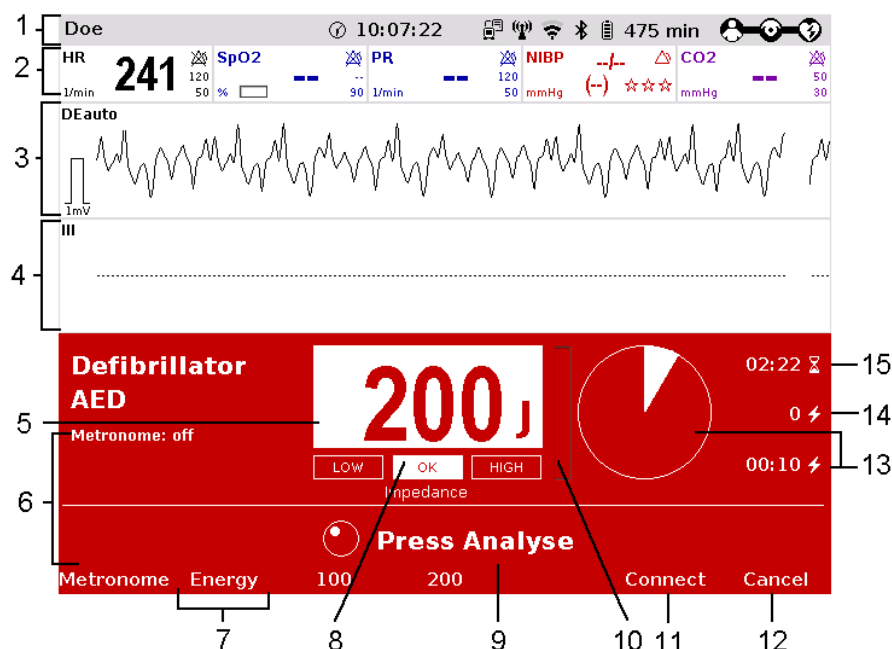 1 Doe 10:07:22 475 min
2 HR 241 1/min 120 50 SpO2 -- % -- 90 PR -- 1/min 120 50 NIBP --/-- mmHg (--) CO2 -- mmHg 50 30
DEauto
3
1mV
III
4
Defibrillator
AED
200 J
02:22 15
5
0 14
Metronome: off
13
LOW OK HIGH
00:10
Impedance
6
Press Analyse
Metronome Energy 100 200 Connect Cancel
7 8 9 10 11 12